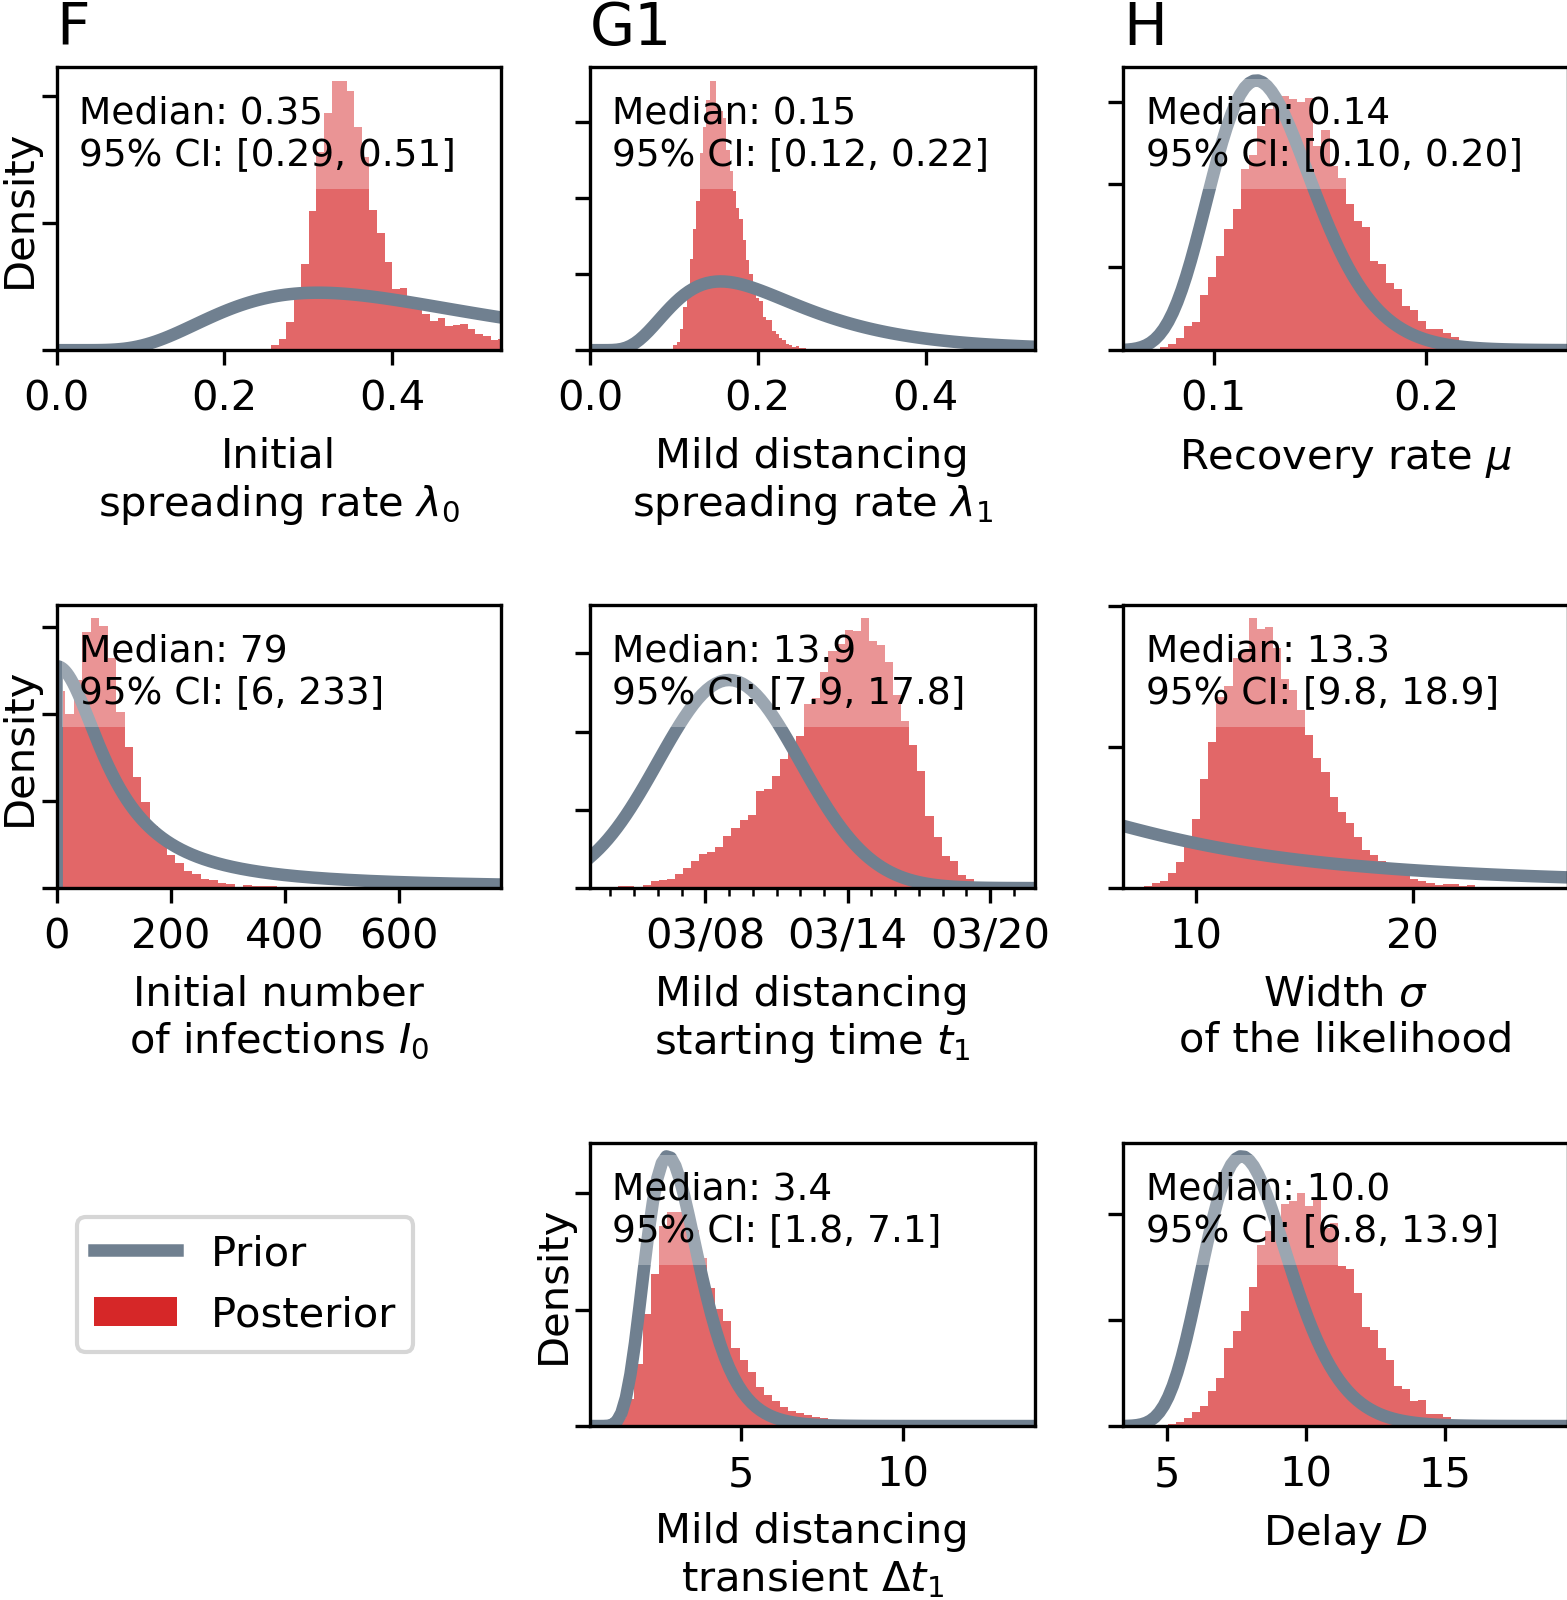 F
G1
H
Median: 0.35
95% CI: [0.29, 0.51]
Density
0.0
0.2
0.4
Initial
spreading rate λ0
Median: 0.15
95% CI: [0.12, 0.22]
0.0
0.2
0.4
Mild distancing
spreading rate λ1
Median: 0.14
95% CI: [0.10, 0.20]
0.1
0.2
Recovery rate μ
Median: 79
95% CI: [6, 233]
Density
0
200
400
600
Initial number
of infections I0
Median: 13.9
95% CI: [7.9, 17.8]
03/08
03/14
03/20
Mild distancing
starting time t1
Median: 13.3
95% CI: [9.8, 18.9]
10
20
Width σ
of the likelihood
Prior
Posterior
Median: 3.4
95% CI: [1.8, 7.1]
Density
5
10
Mild distancing
transient Δt1
Median: 10.0
95% CI: [6.8, 13.9]
5
10
15
Delay D